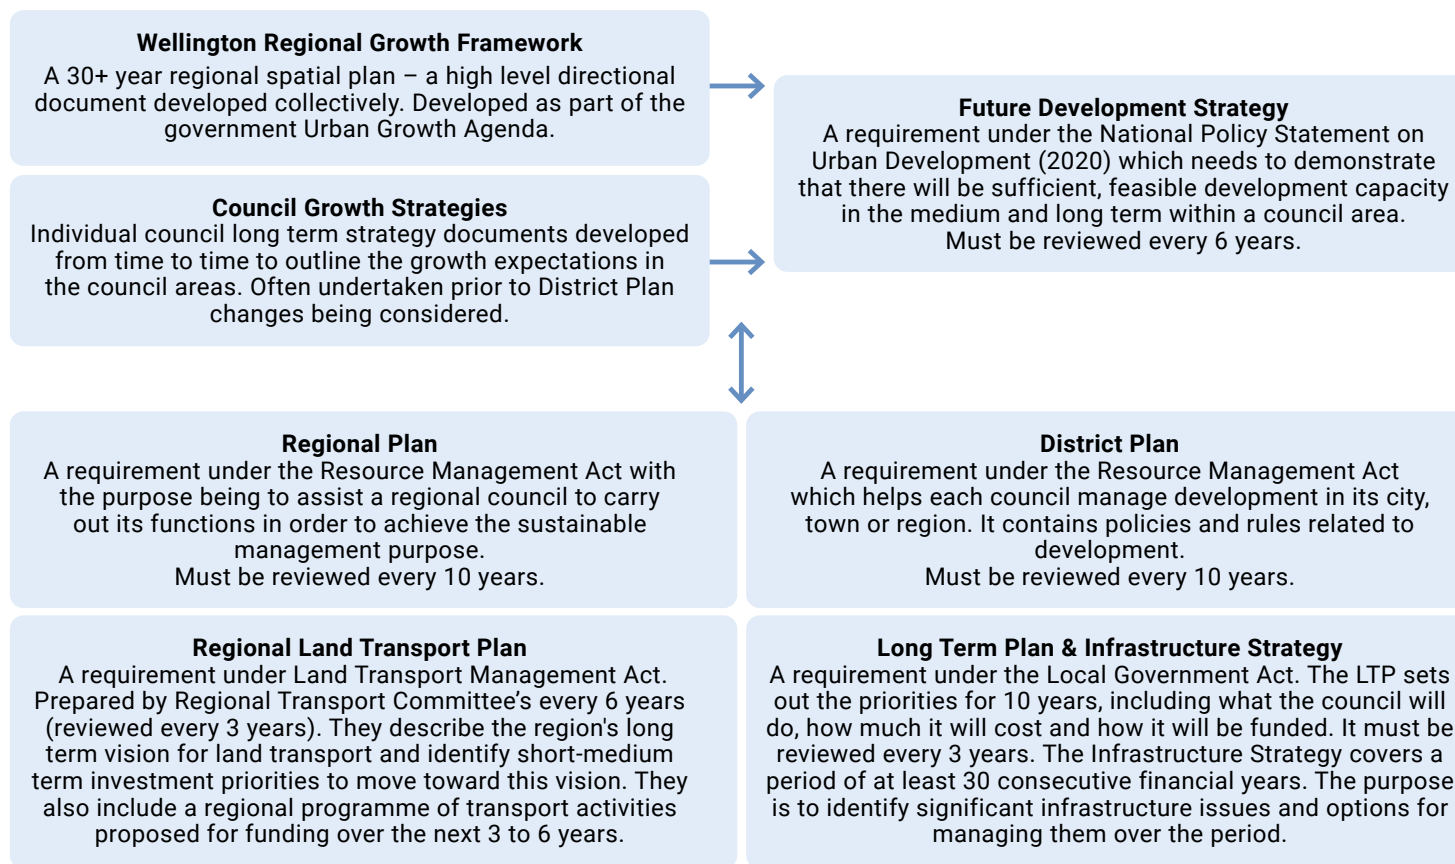 Wellington Regional Growth Framework
A 30+ year regional spatial plan – a high level directional
document developed collectively. Developed as part of the
government Urban Growth Agenda.
Council Growth Strategies
Individual council long term strategy documents developed
from time to time to outline the growth expectations in
the council areas. Often undertaken prior to District Plan
changes being considered.
Future Development Strategy
A requirement under the National Policy Statement on
Urban Development (2020) which needs to demonstrate
that there will be sufficient, feasible development capacity
in the medium and long term within a council area.
Must be reviewed every 6 years.
Regional Plan
A requirement under the Resource Management Act with
the purpose being to assist a regional council to carry
out its functions in order to achieve the sustainable
management purpose.
Must be reviewed every 10 years.
District Plan
A requirement under the Resource Management Act
which helps each council manage development in its city,
town or region. It contains policies and rules related to
development.
Must be reviewed every 10 years.
Regional Land Transport Plan
A requirement under Land Transport Management Act.
Prepared by Regional Transport Committee’s every 6 years
(reviewed every 3 years). They describe the region's long
term vision for land transport and identify short-medium
term investment priorities to move toward this vision. They
also include a regional programme of transport activities
proposed for funding over the next 3 to 6 years.
Long Term Plan & Infrastructure Strategy
A requirement under the Local Government Act. The LTP sets
out the priorities for 10 years, including what the council will
do, how much it will cost and how it will be funded. It must be
reviewed every 3 years. The Infrastructure Strategy covers a
period of at least 30 consecutive financial years. The purpose
is to identify significant infrastructure issues and options for
managing them over the period.